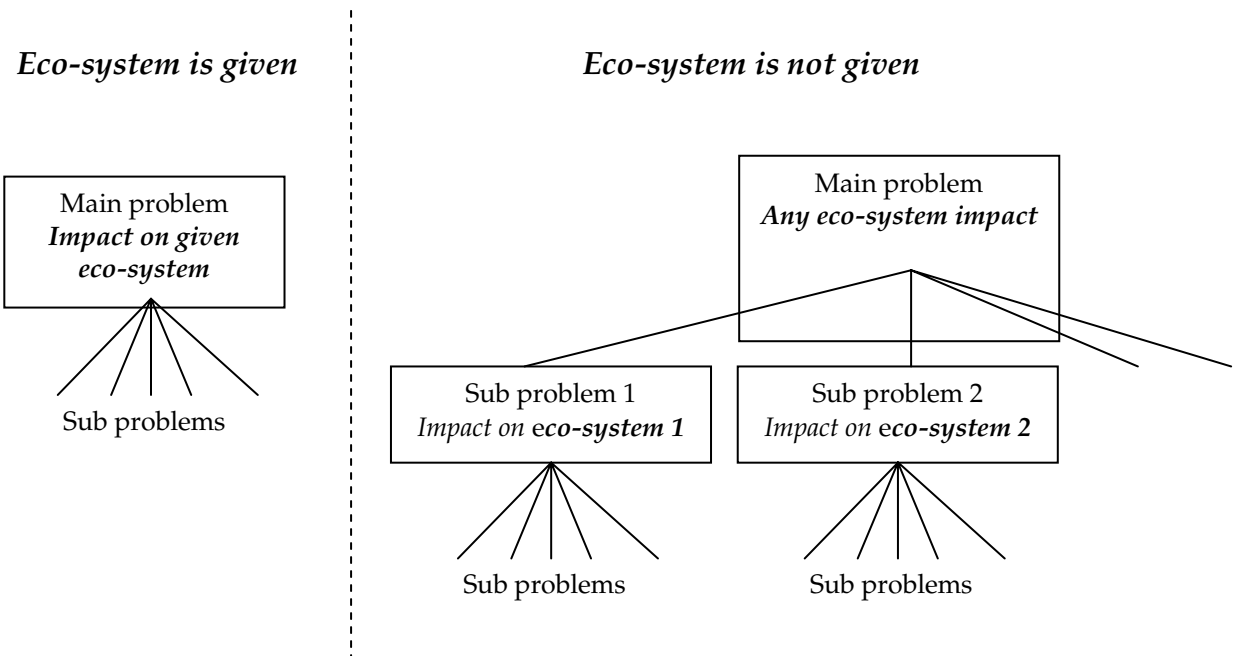 Eco-system is given
Eco-system is not given
Main problem
Impact on given
eco-system
Sub problems
Main problem
Any eco-system impact
Sub problem 1
Impact on eco-system 1
Sub problem 2
Impact on eco-system 2
Sub problems
Sub problems